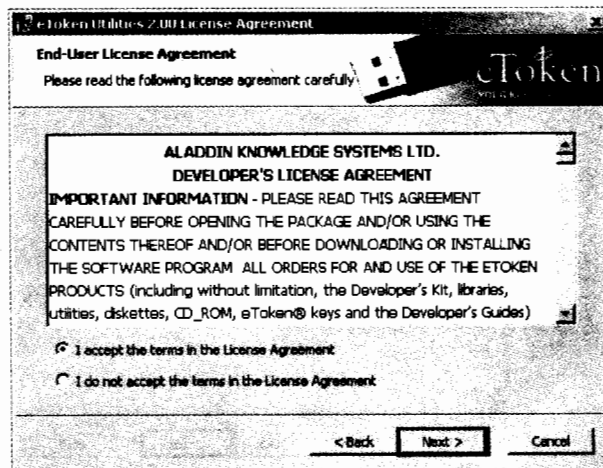 eToken Utilities 2.00 License Agreement
End-User License Agreement
Please read the following license agreement carefully
eToken
ALADDIN KNOWLEDGE SYSTEMS LTD.
DEVELOPER'S LICENSE AGREEMENT
IMPORTANT INFORMATION - PLEASE READ THIS AGREEMENT
CAREFULLY BEFORE OPENING THE PACKAGE AND/OR USING THE
CONTENTS THEREOF AND/OR BEFORE DOWNLOADING OR INSTALLING
THE SOFTWARE PROGRAM ALL ORDERS FOR AND USE OF THE ETOKEN
PRODUCTS (including without limitation, the Developer's Kit, libraries,
utilities, diskettes, CD_ROM, eToken® keys and the Developer's Guides)
I accept the terms in the License Agreement
I do not accept the terms in the License Agreement
< Back
Next >
Cancel